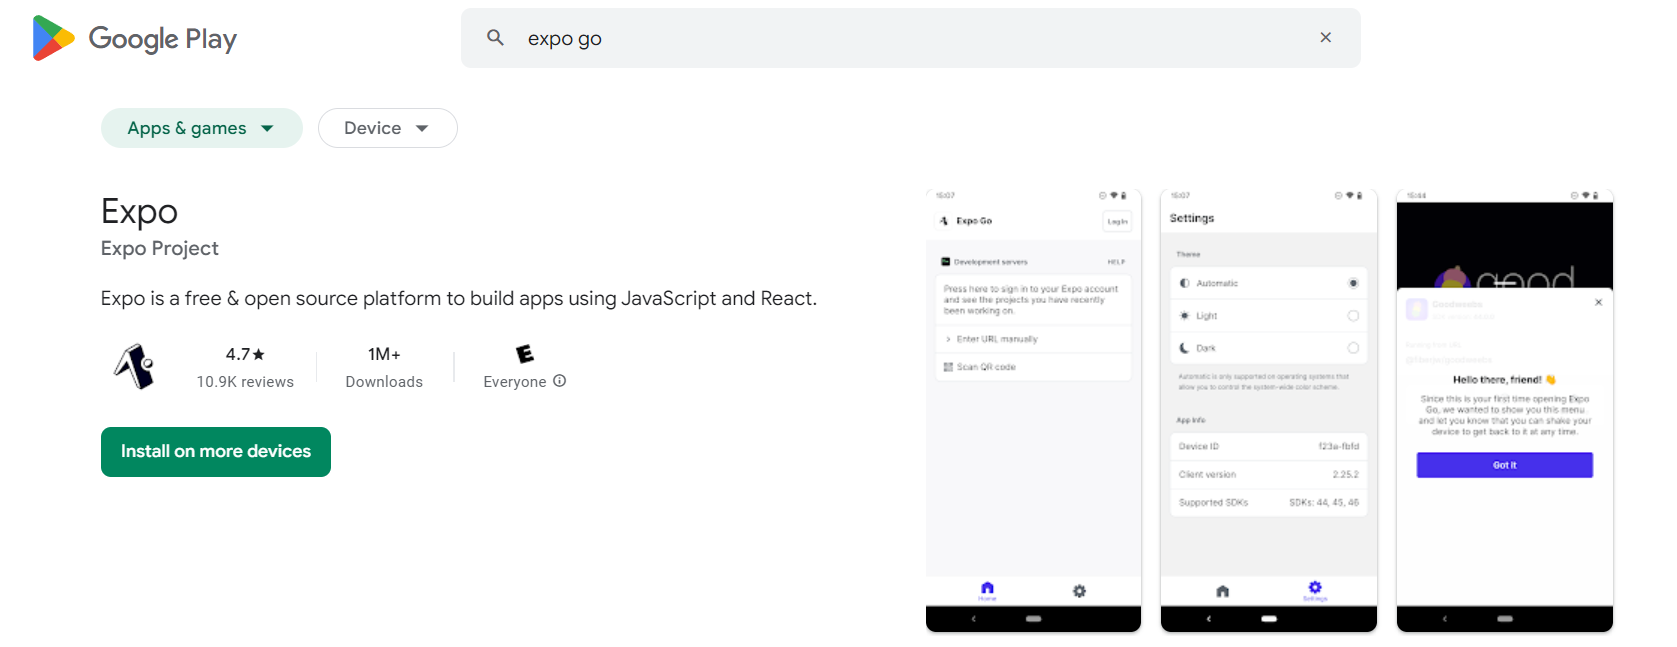 Google Play
expo go
Apps & games
Device
Expo
Expo Project
Expo is a free & open source platform to build apps using JavaScript and React.
4.7★
10.9K reviews
1M+
Downloads
E
Everyone
Install on more devices
15:07
Expo Go
Log In
Development servers
HELP
Press here to sign in to your Expo account
and see the projects you have recently
been working on.
Enter URL manually
Scan QR code
Home
15:07
Settings
Theme
Automatic
Light
Dark
Automatic is only supported on operating systems that
allow you to control the system-wide color scheme.
App Info
Device ID
f23a-fbfd
Client version
2.25.2
Supported SDKs
SDKs: 44, 45, 46
Settings
15:44
good
Goodweebs
Hello there, friend! 👋
Since this is your first time opening Expo
Go, we wanted to show you this menu
and let you know that you can shake your
device to get back to it at any time.
Got It